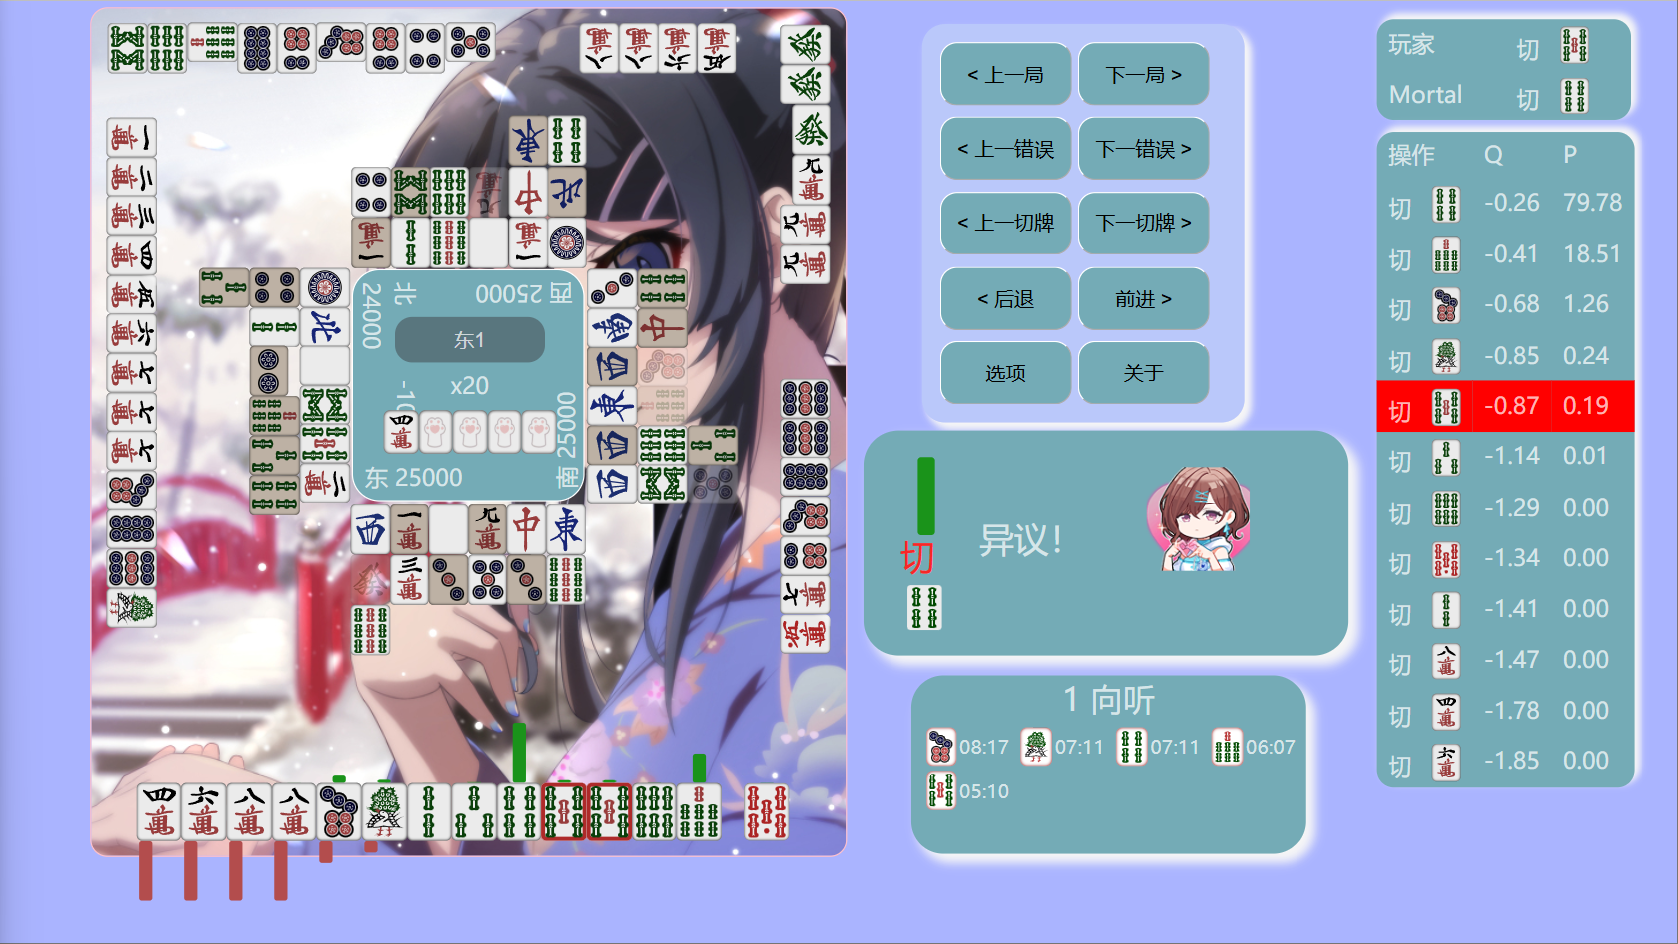 < 上一局
下一局 >
< 上一错误
下一错误 >
< 上一切牌
下一切牌 >
< 后退
前进 >
选项
关于
玩家 切
Mortal 切
操作 Q P
切 -0.26 79.78
切 -0.41 18.51
切 -0.68 1.26
切 -0.85 0.24
切 -0.87 0.19
切 -1.14 0.01
切 -1.29 0.00
切 -1.34 0.00
切 -1.41 0.00
切 -1.47 0.00
切 -1.78 0.00
切 -1.85 0.00
北 24000
西 25000
东1
x20
南 25000
东 25000
切
异议！
1 向听
08:17
07:11
07:11
06:07
05:10